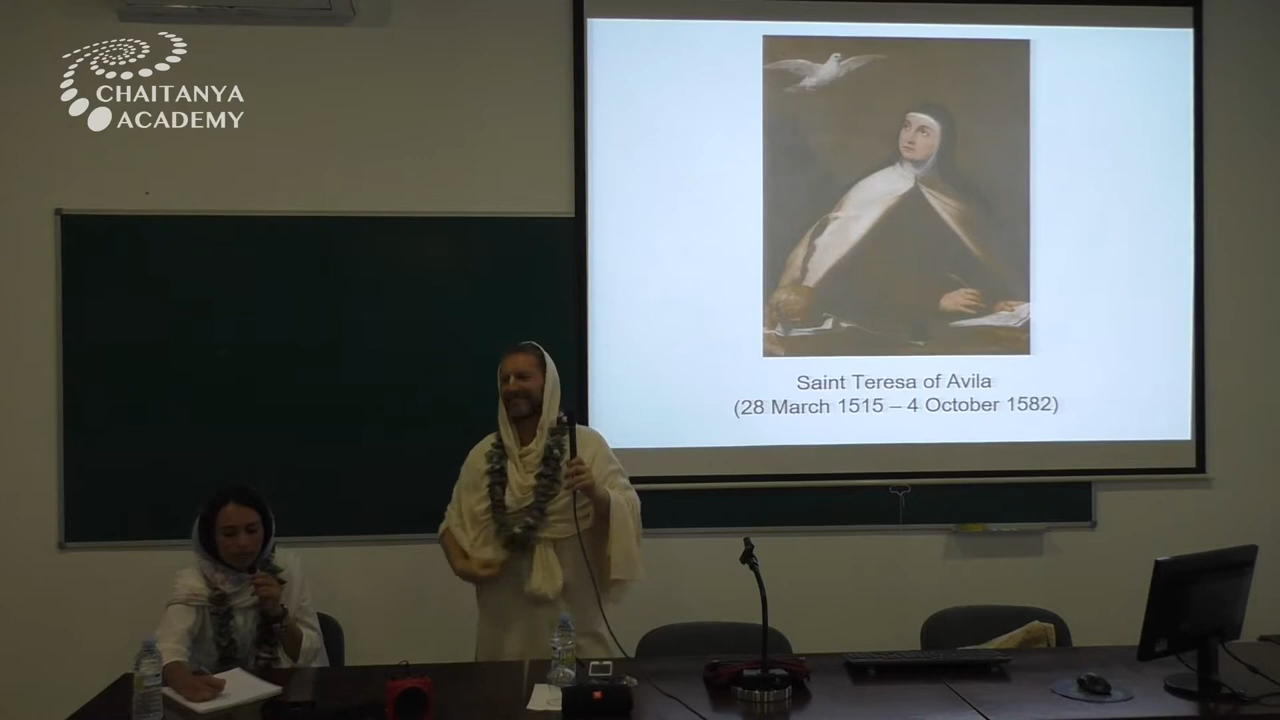 CHAITANYA
ACADEMY
Saint Teresa of Avila
(28 March 1515 – 4 October 1582)